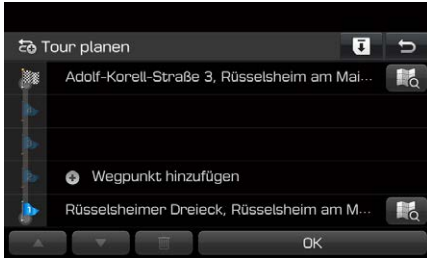 Tour planen
Adolf-Korell-Straße 3, Rüsselsheim am Mai...
Wegpunkt hinzufügen
Rüsselsheimer Dreieck, Rüsselsheim am M...
OK